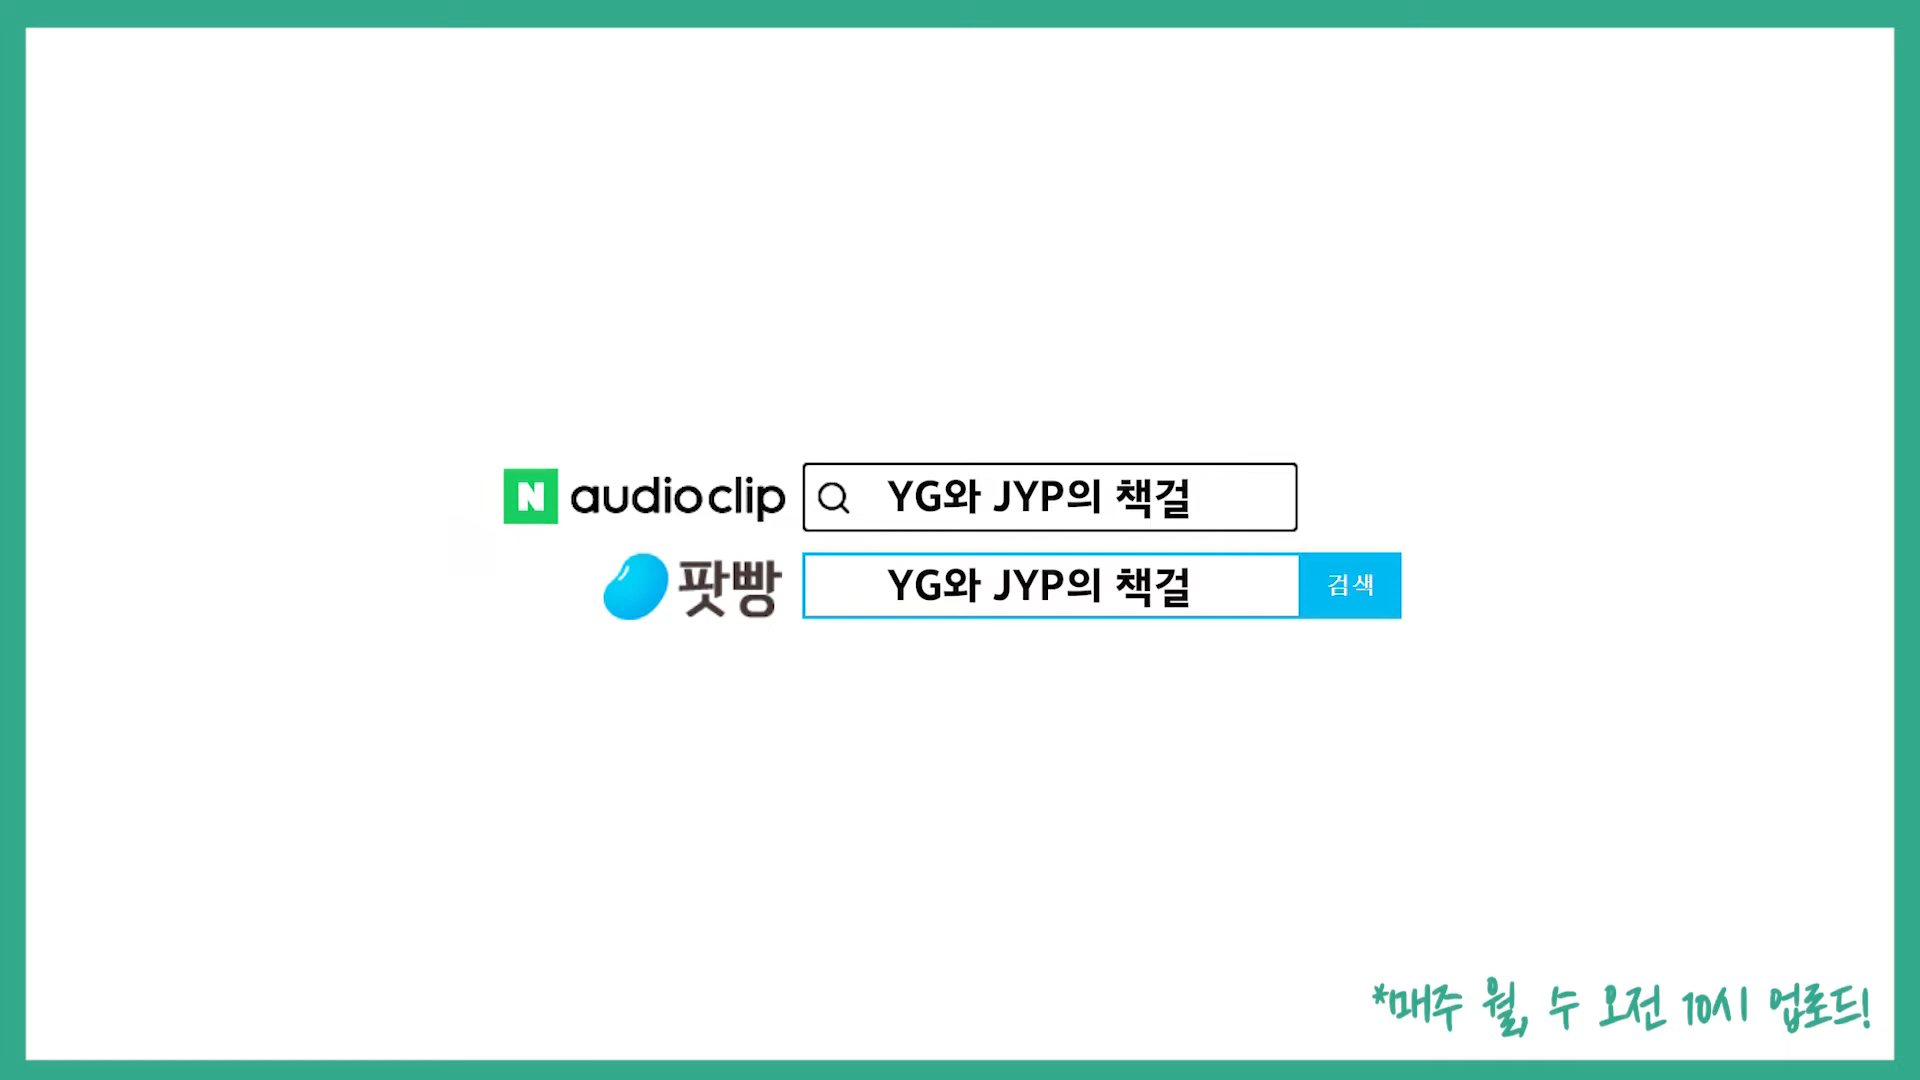 N audioclip YG와 JYP의 책걸
팟빵 YG와 JYP의 책걸 검색
*매주 월, 수 오전 10시 업로드!